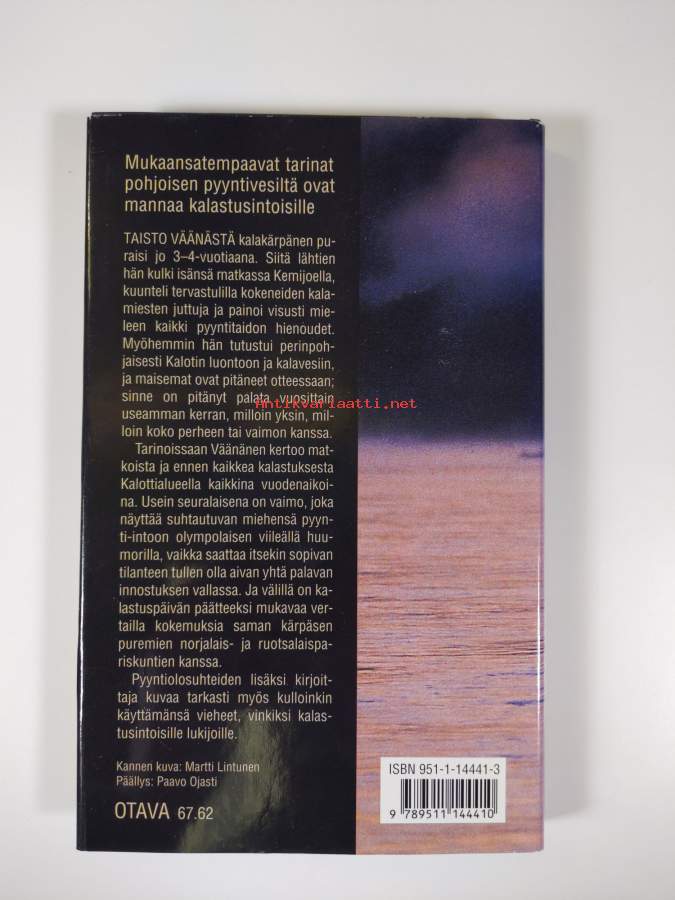 Mukaansatempaavat tarinat
pohjoisen pyyntivesiltä ovat
mannaa kalastusintoisille
TAISTO VÄÄNÄSTÄ kalakärpänen pu-
raisi jo 3–4-vuotiaana. Siitä lähtien
hän kulki isänsä matkassa Kemijoella,
kuunteli tervastulilla kokeneiden kala-
miesten juttuja ja painoi visusti mie-
leen kaikki pyyntitaidon hienoudet.
Myöhemmin hän tutustui perinpoh-
jaisesti Kalotin luontoon ja kalavesiin,
ja maisemat ovat pitäneet otteessaan;
sinne on pitänyt palata vuosittain
Antikvariaatti.net
useamman kerran, milloin yksin, mil-
loin koko perheen tai vaimon kanssa.
Tarinoissaan Väänänen kertoo mat-
koista ja ennen kaikkea kalastuksesta
Kalottialueella kaikkina vuodenaikoi-
na. Usein seuralaisena on vaimo, joka
näyttää suhtautuvan miehensä pyyn-
ti-intoon olympolaisen viileällä huu-
morilla, vaikka saattaa itsekin sopivan
tilanteen tullen olla aivan yhtä palavan
innostuksen vallassa. Ja välillä on ka-
lastuspäivän päätteeksi mukavaa ver-
tailla kokemuksia saman kärpäsen
puremien norjalais- ja ruotsalaispa-
riskuntien kanssa.
Pyyntiolosuhteiden lisäksi kirjoit-
taja kuvaa tarkasti myös kulloinkin
käyttämänsä vieheet, vinkiksi kalas-
tusintoisille lukijoille.
Kannen kuva: Martti Lintunen
Päällys: Paavo Ojasti
OTAVA 67.62
ISBN 951-1-14441-3
9 789511 144410